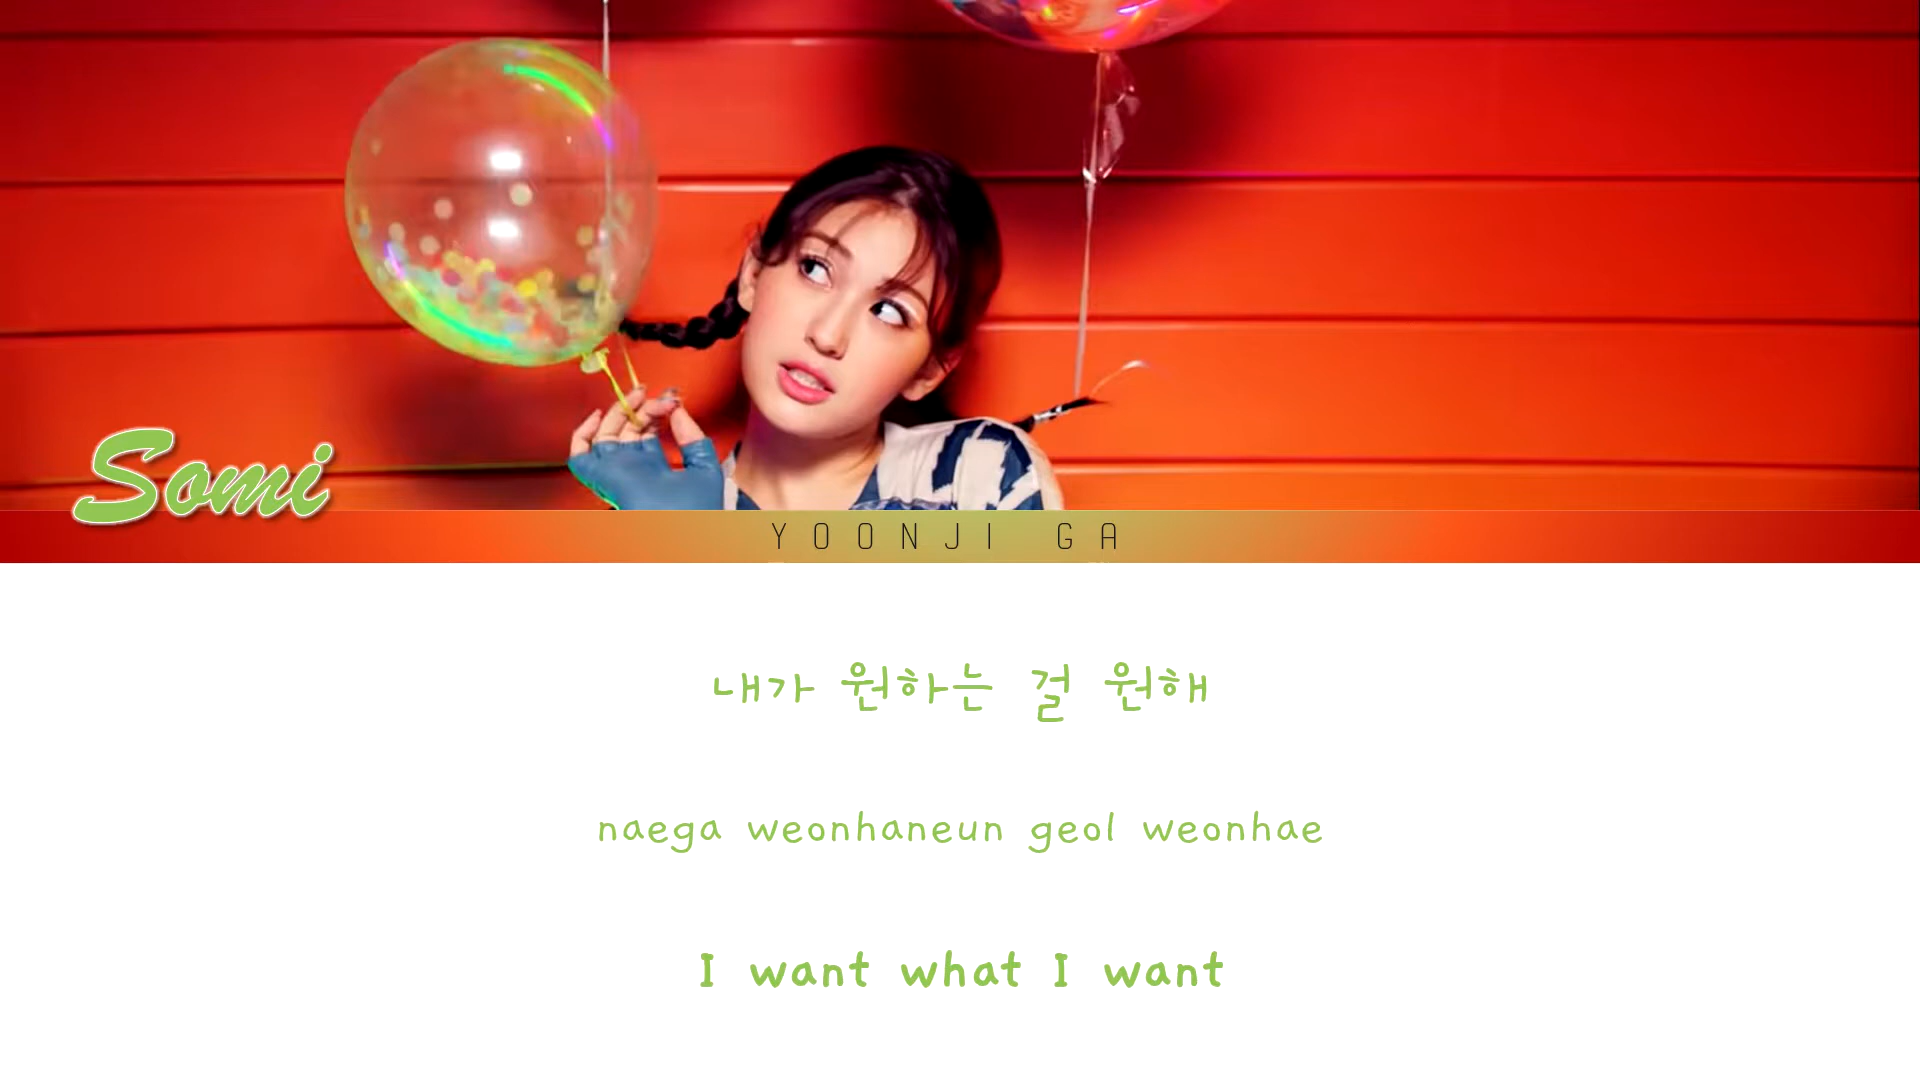 Somi
YOONJI GA
내가 원하는 걸 원해
naega weonhaneun geol weonhae
I want what I want